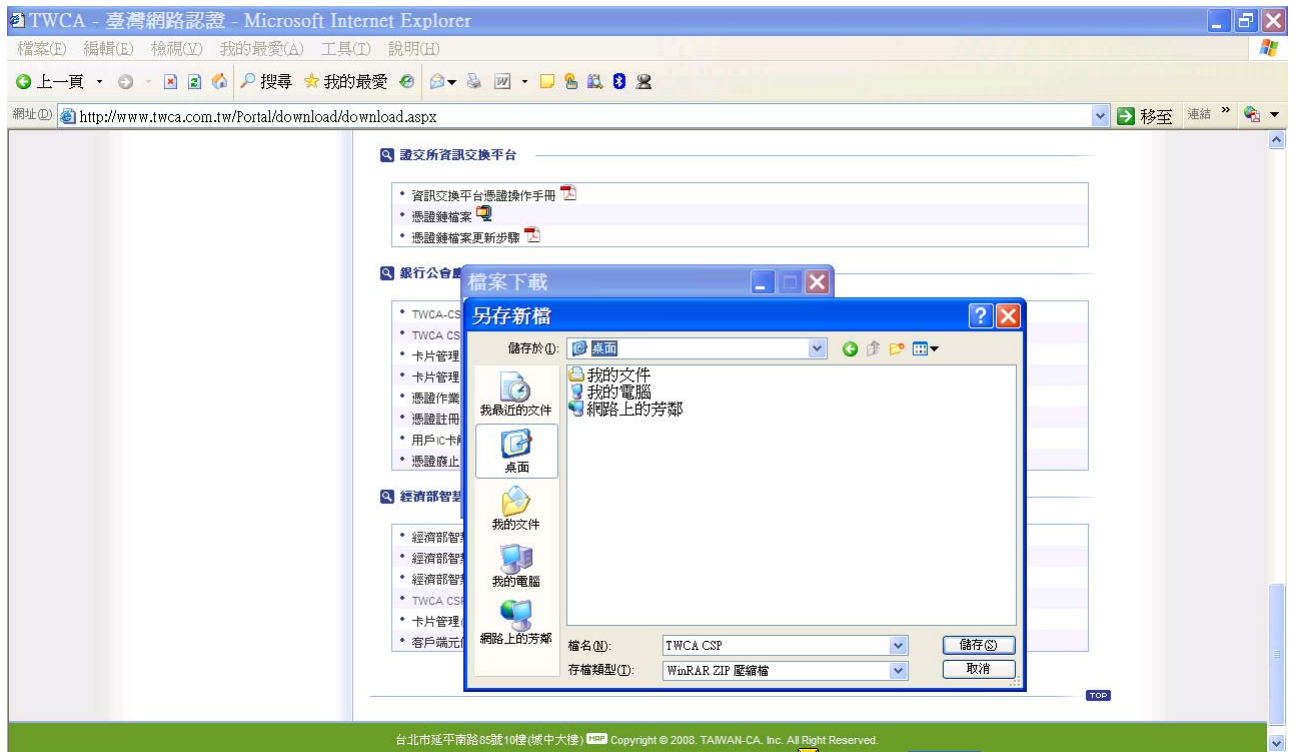 TWCA - 臺灣網路認證 - Microsoft Internet Explorer
檔案(F) 編輯(E) 檢視(V) 我的最愛(A) 工具(T) 說明(H)
上一頁 搜尋 我的最愛
網址(D) http://www.twca.com.tw/Portal/download/download.aspx 移至 連結 »
證交所資訊交換平台
資訊交換平台憑證操作手冊
憑證鏈檔案
憑證鏈檔案更新步驟
銀行公會
檔案下載
TWCA-CS
TWCA CS
卡片管理
卡片管理
憑證作業
憑證註冊
用戶IC卡
憑證廢止
經濟部智
經濟部智
經濟部智
經濟部智
TWCA CSP
卡片管理
客戶端元
另存新檔
儲存於(I): 桌面
我最近的文件
桌面
我的文件
我的電腦
網路上的芳鄰
我的文件
我的電腦
網路上的芳鄰
檔名(N): TWCA CSP 儲存(S)
存檔類型(T): WinRAR ZIP 壓縮檔 取消
TOP
台北市延平南路85號10樓(城中大樓) MAP Copyright © 2008. TAIWAN-CA. Inc. All Right Reserved.